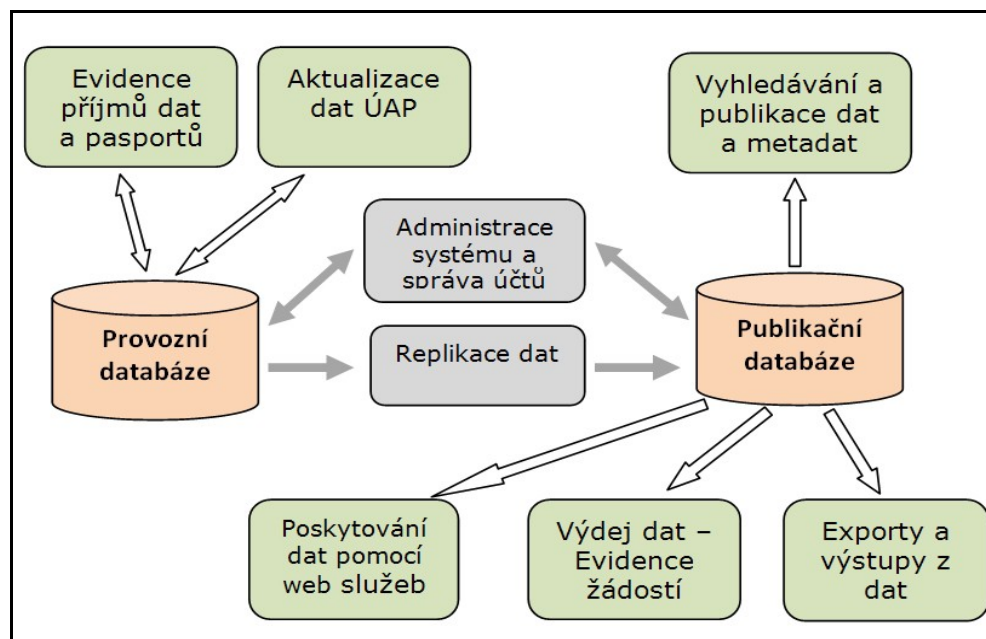 Evidence
příjmů dat
a pasportů
Aktualizace
dat ÚAP
Vyhledávání a
publikace dat
a metadat
Administrace
systému a
správa účtů
Provozní
databáze
Replikace dat
Publikační
databáze
Poskytování
dat pomocí
web služeb
Výdej dat –
Evidence
žádostí
Exporty a
výstupy z
dat